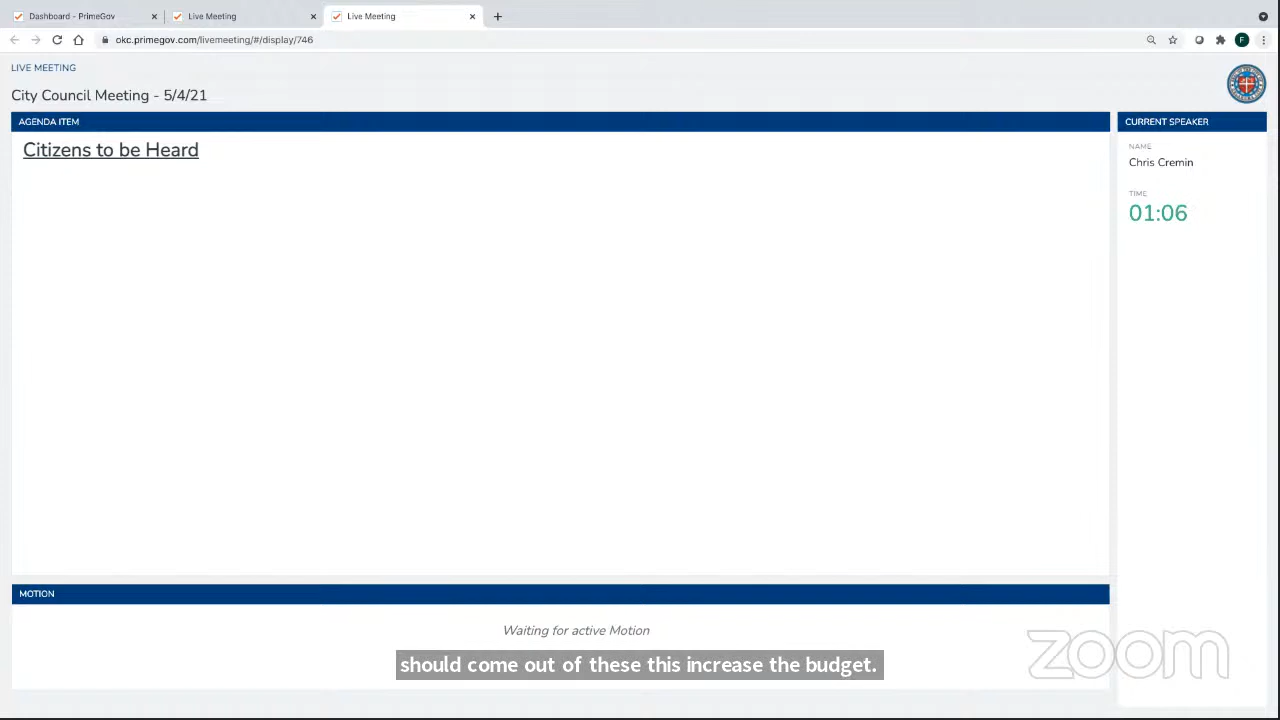 Dashboard - PrimeGov
Live Meeting
Live Meeting
okc.primegov.com/livemeeting/#/display/746
F
LIVE MEETING
City Council Meeting - 5/4/21
AGENDA ITEM
CURRENT SPEAKER
Citizens to be Heard
NAME
Chris Cremin
TIME
01:06
MOTION
Waiting for active Motion
should come out of these this increase the budget.
zoom